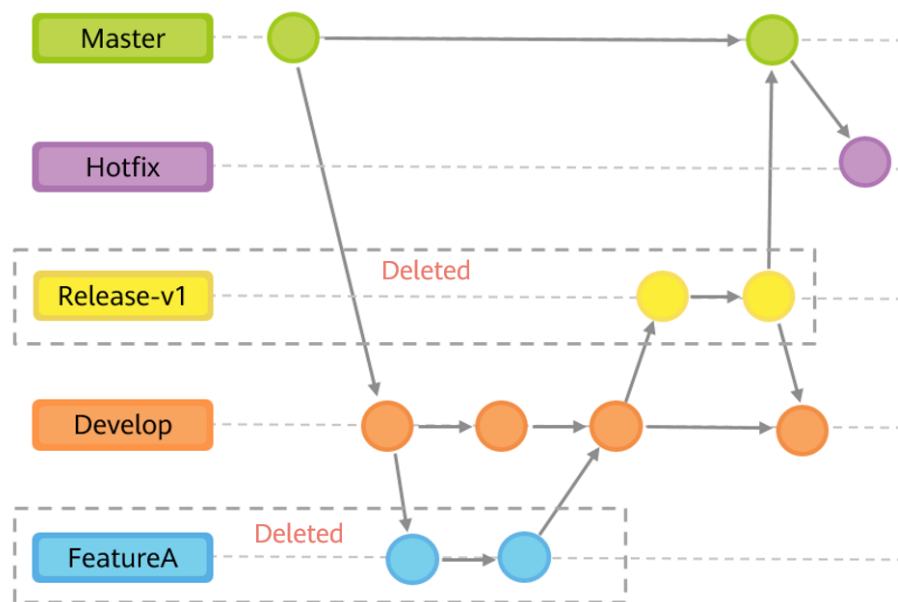 Master
Hotfix
Deleted
Release-v1
Develop
Deleted
FeatureA